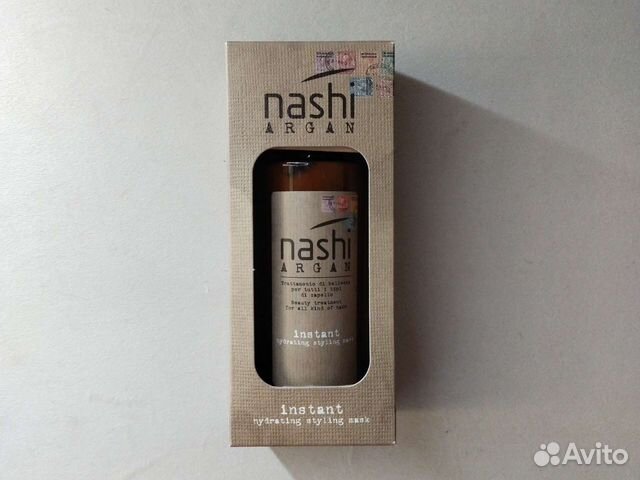 nashi
ARGAN
nashi
ARGAN
Trattamento di bellezza
per tutti i tipi
di capello
Beauty treatment
for all kind of hair
instant
hydrating styling mask
instant
hydrating styling mask
Avito